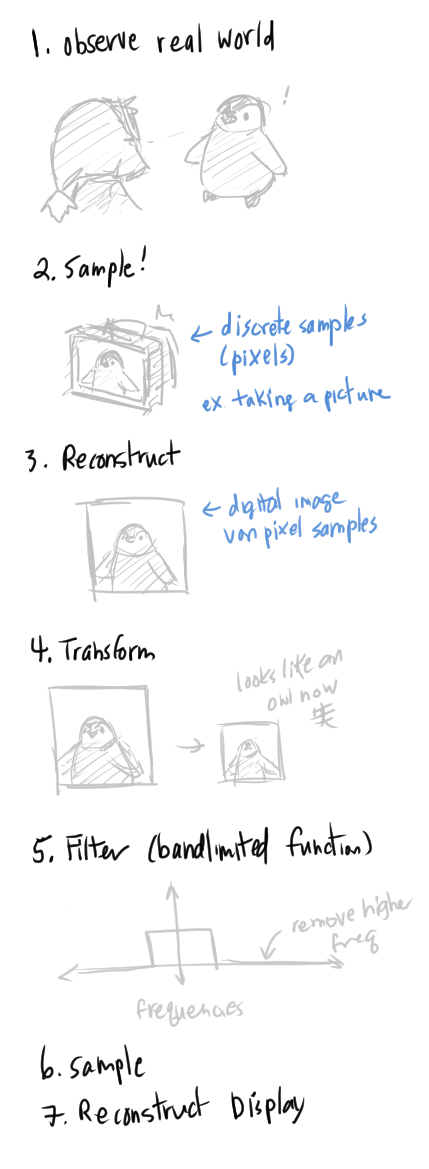 1. observe real world
!
2. Sample!
← discrete samples
(pixels)
ex. taking a picture
3. Reconstruct
← digital image
von pixel samples
4. Transform
looks like an
owl now
笑
→
5. Filter (bandlimited function)
remove higher
freq
frequencies
6. sample
7. Reconstruct Display